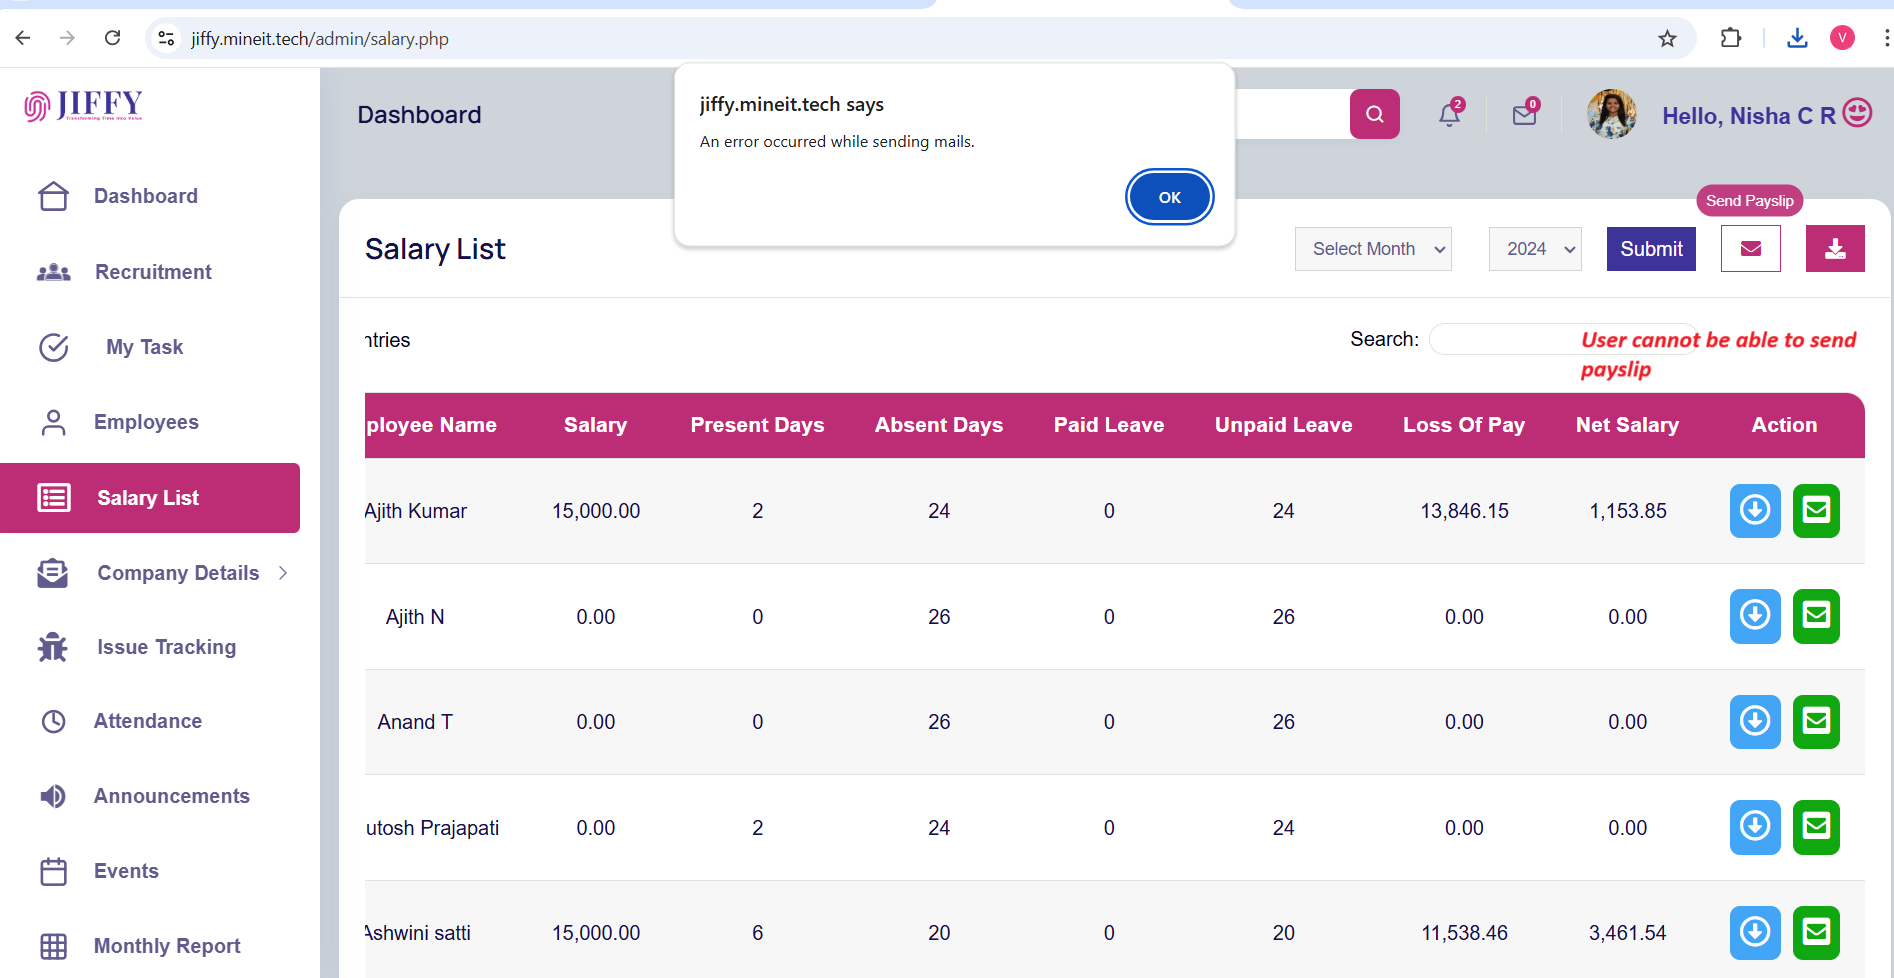 jiffy.mineit.tech/admin/salary.php
V
JIFFY
Transforming Time Into Value
Dashboard
jiffy.mineit.tech says
An error occurred while sending mails.
OK
2
0
Hello, Nisha C R
Dashboard
Recruitment
My Task
Employees
Salary List
Company Details
Issue Tracking
Attendance
Announcements
Events
Monthly Report
Send Payslip
Salary List
Select Month
2024
Submit
ntries
Search:
User cannot be able to send
payslip
ployee Name Salary Present Days Absent Days Paid Leave Unpaid Leave Loss Of Pay Net Salary Action
Ajith Kumar 15,000.00 2 24 0 24 13,846.15 1,153.85
Ajith N 0.00 0 26 0 26 0.00 0.00
Anand T 0.00 0 26 0 26 0.00 0.00
utosh Prajapati 0.00 2 24 0 24 0.00 0.00
Ashwini satti 15,000.00 6 20 0 20 11,538.46 3,461.54